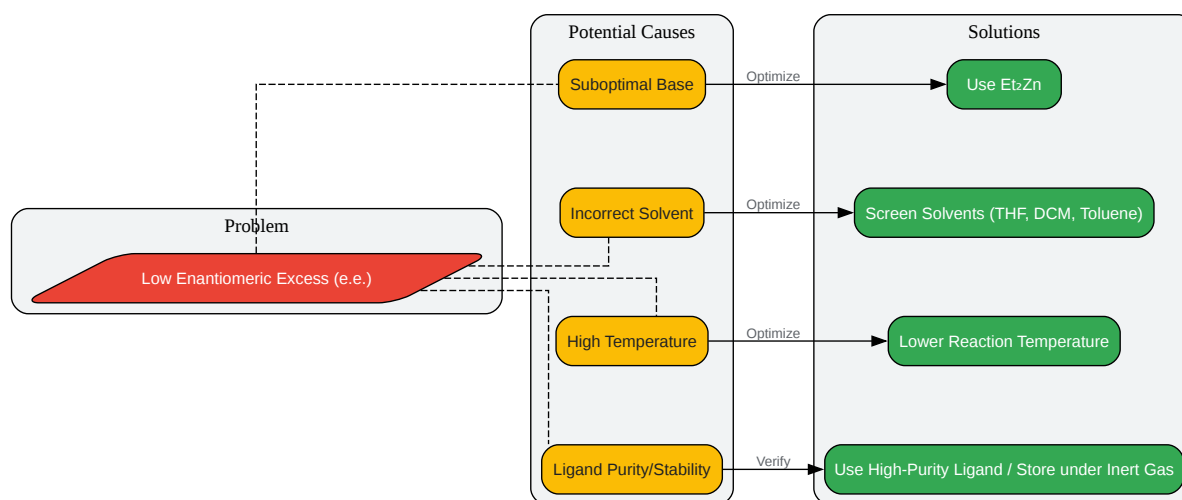 Potential Causes
Solutions
Suboptimal Base
Optimize
Use Et₂Zn
Problem
Low Enantiomeric Excess (e.e.)
Incorrect Solvent
Optimize
Screen Solvents (THF, DCM, Toluene)
High Temperature
Optimize
Lower Reaction Temperature
Ligand Purity/Stability
Verify
Use High-Purity Ligand / Store under Inert Gas